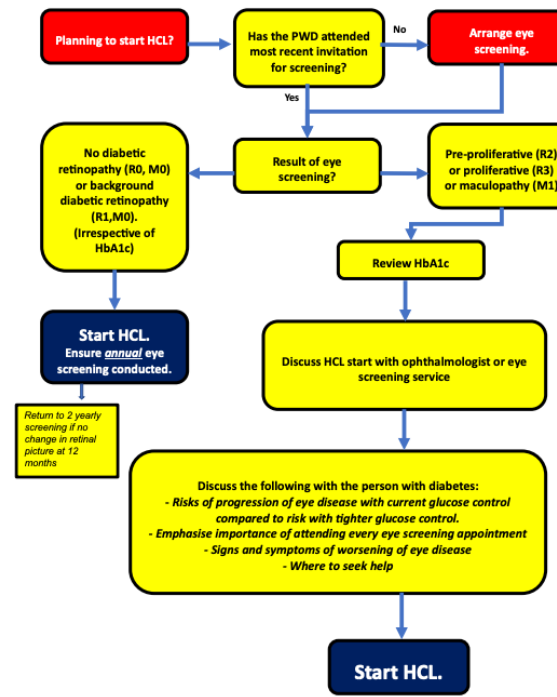 Planning to start HCL?
Has the PWD attended
most recent invitation
for screening?
No
Arrange eye
screening.
Yes
No diabetic
retinopathy (R0, M0)
or background
diabetic retinopathy
(R1,M0).
(Irrespective of
HbA1c)
Result of eye
screening?
Pre-proliferative (R2)
or proliferative (R3)
or maculopathy (M1)
Review HbA1c
Start HCL.
Ensure annual eye
screening conducted.
Discuss HCL start with ophthalmologist or eye
screening service
Return to 2 yearly
screening if no
change in retinal
picture at 12
months
Discuss the following with the person with diabetes:
- Risks of progression of eye disease with current glucose control
compared to risk with tighter glucose control.
- Emphasise importance of attending every eye screening appointment
- Signs and symptoms of worsening of eye disease
- Where to seek help
Start HCL.